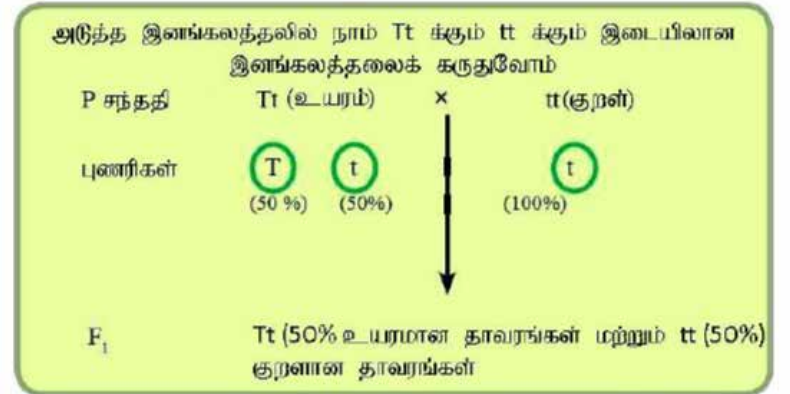 அடுத்த இனங்கலத்தலில் நாம் Tt க்கும் tt க்கும் இடையிலான
இனங்கலத்தலைக் கருதுவோம்
P சந்ததி Tt (உயரம்) × tt(குறள்)
புணரிகள் T t t
(50 %) (50%) (100%)
F₁ Tt (50% உயரமான தாவரங்கள் மற்றும் tt (50%)
குறளான தாவரங்கள்